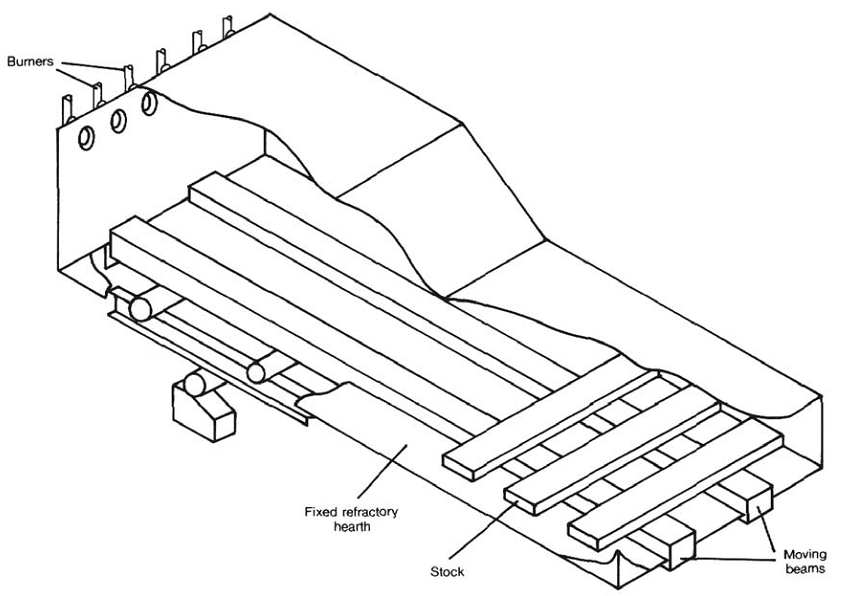 Burners
Fixed refractory
hearth
Stock
Moving
beams